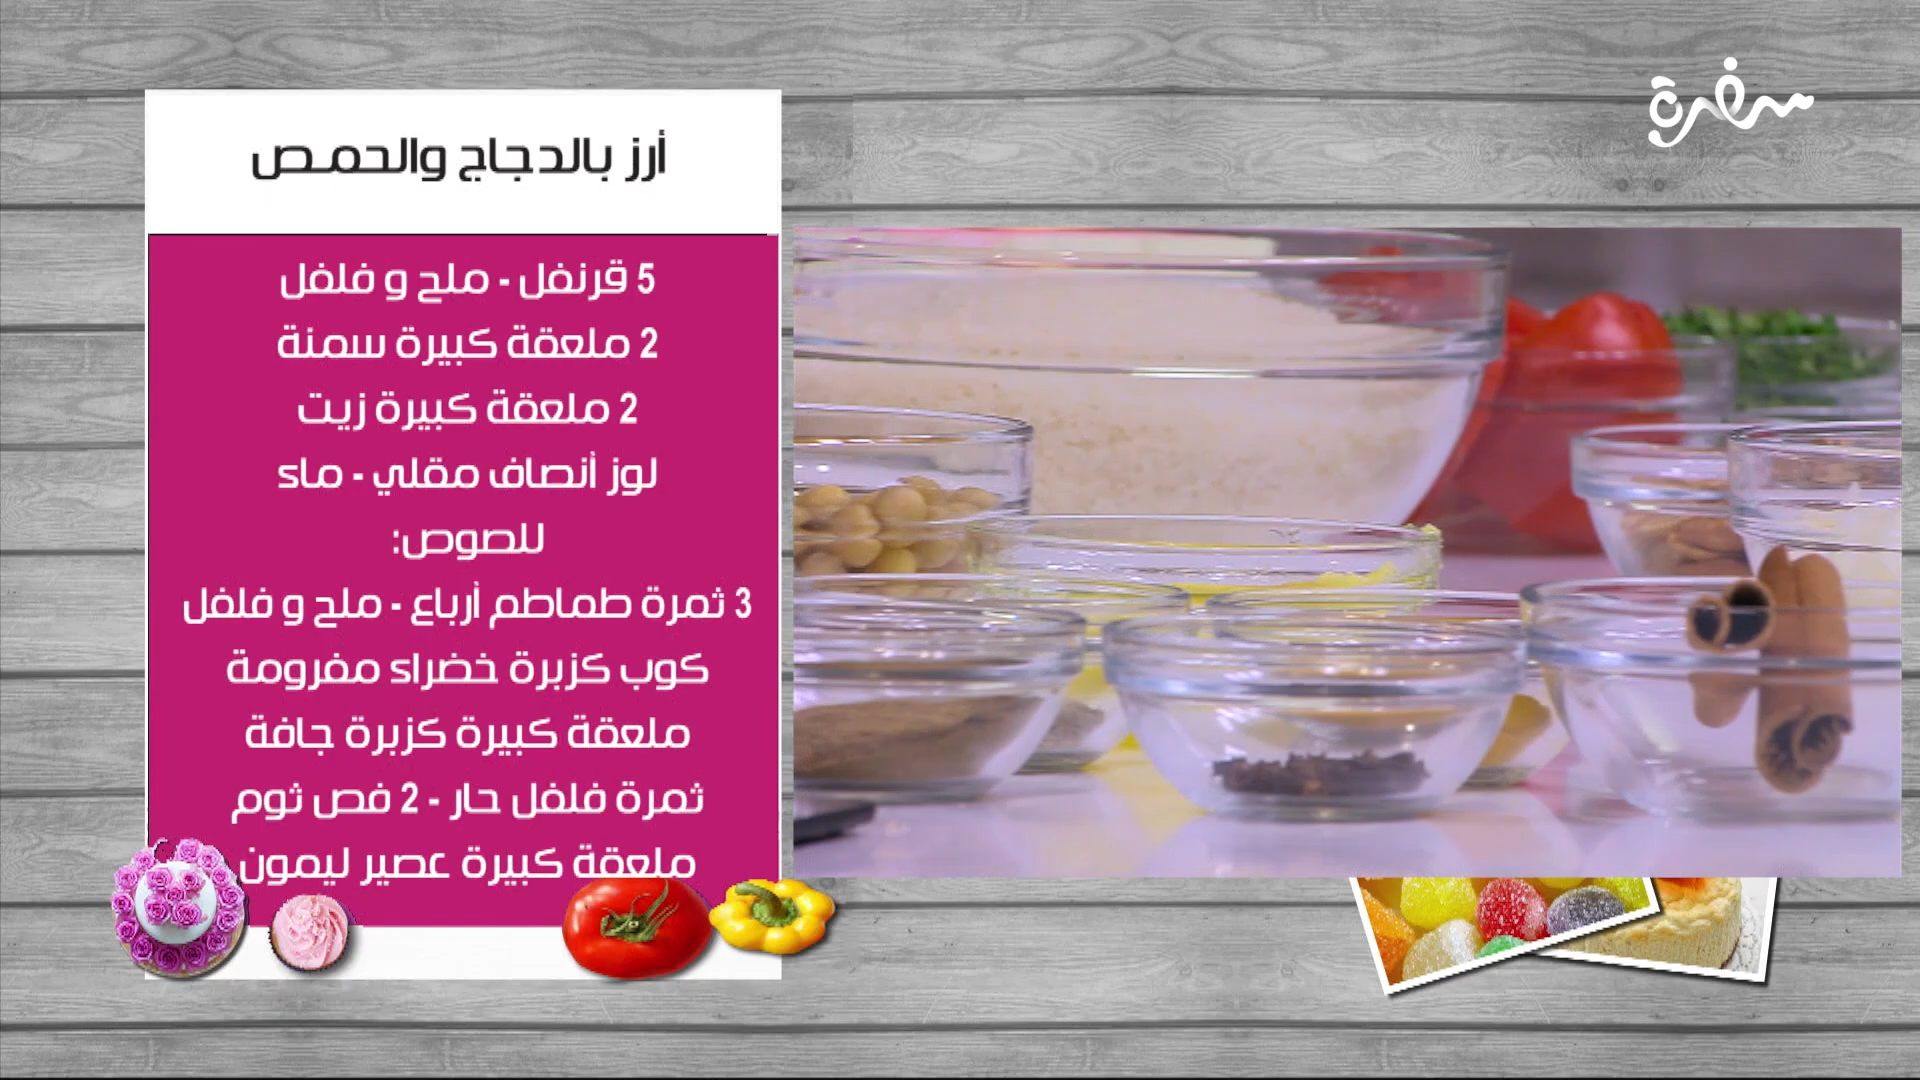 سفرة
أرز بالدجاج والحمص
5 قرنفل - ملح و فلفل
2 ملعقة كبيرة سمنة
2 ملعقة كبيرة زيت
لوز أنصاف مقلي - ماء
للصوص:
3 ثمرة طماطم أرباع - ملح و فلفل
كوب كزبرة خضراء مفرومة
ملعقة كبيرة كزبرة جافة
ثمرة فلفل حار - 2 فص ثوم
ملعقة كبيرة عصير ليمون